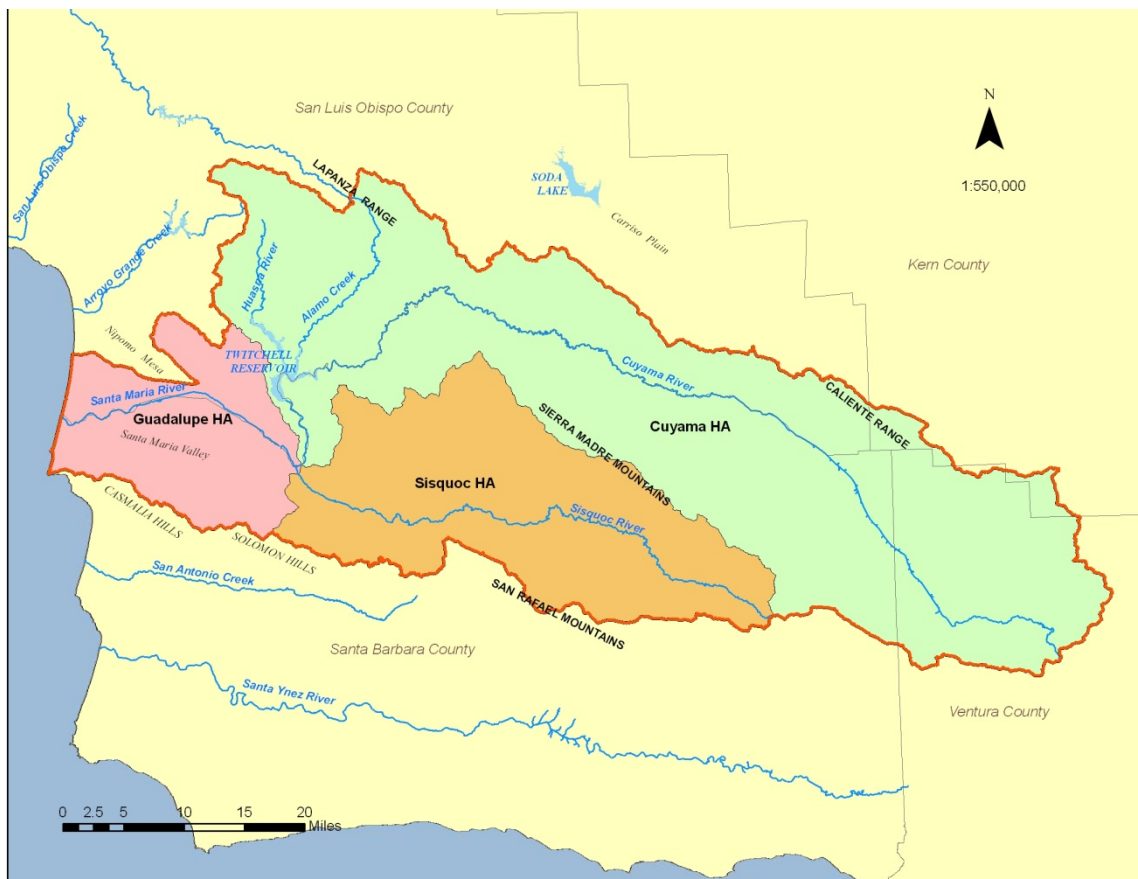 San Luis Obispo County
N
1:550,000
San Luis Obispo Creek
LAPANZA RANGE
SODA
LAKE
Carriso Plain
Kern County
Arroyo Grande Creek
Huasna River
Alamo Creek
Nipomo Mesa
TWITCHELL
RESERVOIR
Cuyama River
CALIENTE RANGE
Santa Maria River
Guadalupe HA
Santa Maria Valley
SIERRA MADRE MOUNTAINS
Cuyama HA
Sisquoc HA
Sisquoc River
CASMALIA HILLS
SOLOMON HILLS
San Antonio Creek
SAN RAFAEL MOUNTAINS
Santa Barbara County
Santa Ynez River
Ventura County
0 2.5 5 10 15 20
Miles